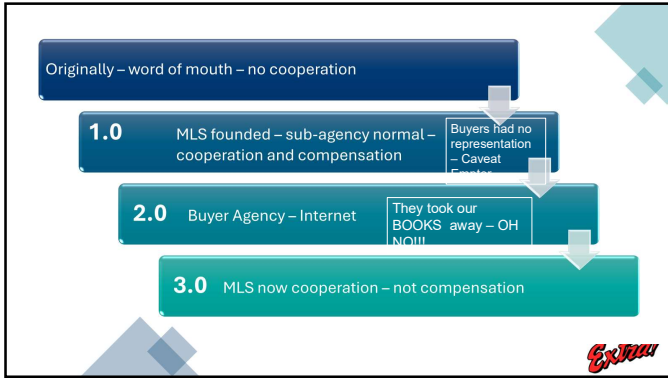 Originally – word of mouth – no cooperation
1.0 MLS founded – sub-agency normal –
cooperation and compensation
Buyers had no
representation
– Caveat
Emptor
2.0 Buyer Agency – Internet
They took our
BOOKS away – OH
NO!!!
3.0 MLS now cooperation – not compensation
Extra!